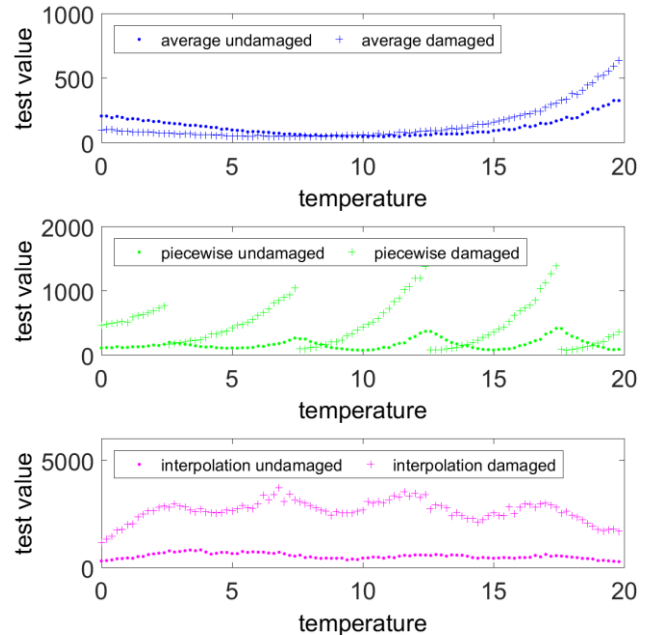 test value
1000
500
0
average undamaged average damaged
0 5 10 15 20
temperature
test value
2000
1000
0
piecewise undamaged piecewise damaged
0 5 10 15 20
temperature
test value
5000
0
interpolation undamaged interpolation damaged
0 5 10 15 20
temperature